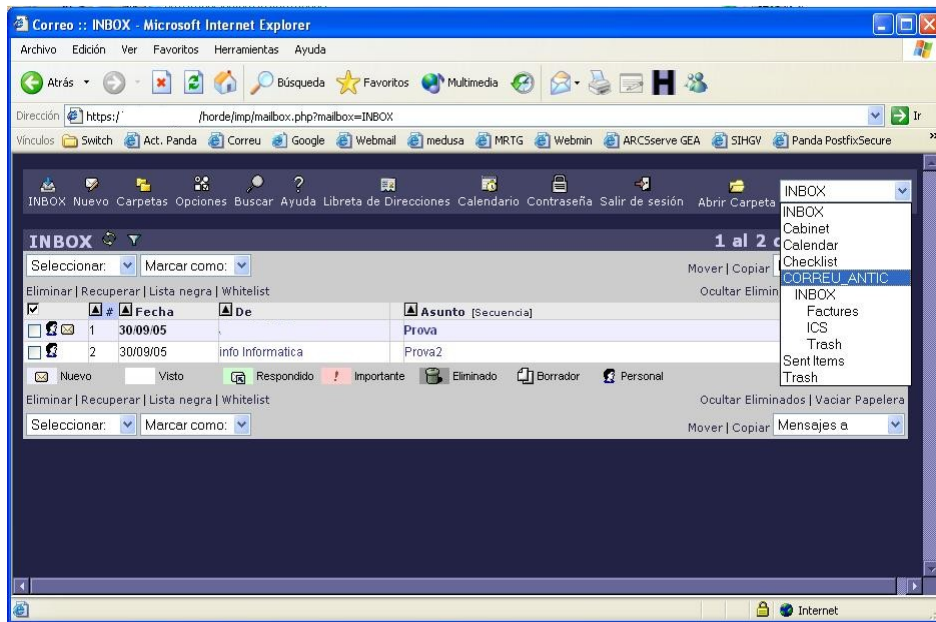 Correo :: INBOX - Microsoft Internet Explorer
Archivo Edición Ver Favoritos Herramientas Ayuda
Atrás Búsqueda Favoritos Multimedia H
Dirección https:/ /horde/imp/mailbox.php?mailbox=INBOX Ir
Vínculos Switch Act. Panda Correu Google Webmail medusa MRTG Webmin ARCSserve GEA SIHGV Panda PostfixSecure »
INBOX Nuevo Carpetas Opciones Buscar Ayuda Libreta de Direcciones Calendario Contraseña Salir de sesión Abrir Carpeta
INBOX
INBOX
Cabinet
Calendar
Checklist
CORREU_ANTIC
INBOX
Factures
ICS
Trash
Sent Items
Trash
INBOX 1 al 2
Seleccionar: Marcar como: Mover | Copiar
Eliminar | Recuperar | Lista negra | Whitelist Ocultar Elimin
# Fecha De Asunto [Secuencia]
1 30/09/05 Prova
2 30/09/05 info Informatica Prova2
Nuevo Visto Respondido ! Importante Eliminado Borrador Personal
Eliminar | Recuperar | Lista negra | Whitelist Ocultar Eliminados | Vaciar Papelera
Seleccionar: Marcar como: Mover | Copiar Mensajes a
Internet